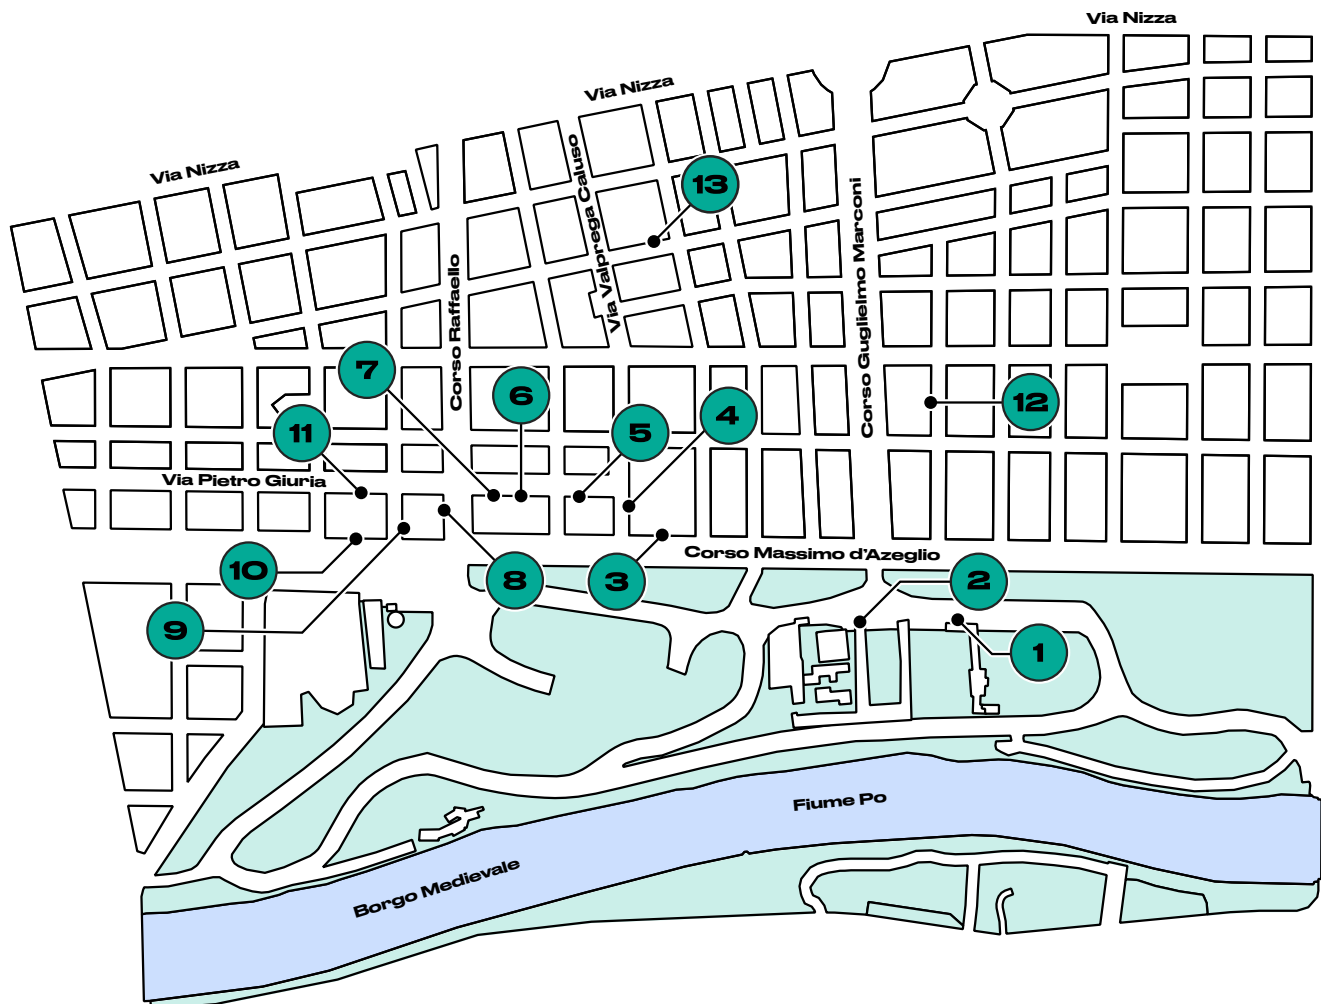 Via Nizza
Via Nizza
Via Nizza
Via Valprega Caluso
13
Corso Guglielmo Marconi
Corso Raffaello
7
6
4
12
5
11
Via Pietro Giuria
Corso Massimo d'Azeglio
10
8
3
2
9
1
Fiume Po
Borgo Medievale